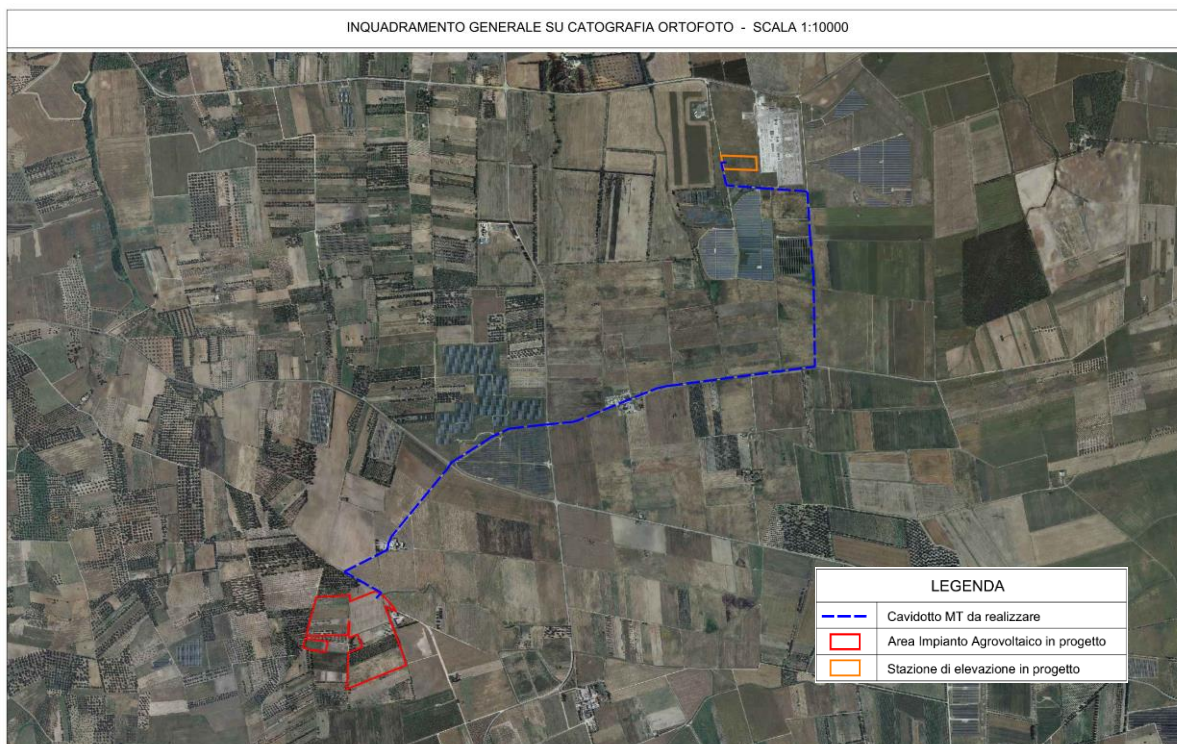 INQUADRAMENTO GENERALE SU CATOGRAFIA ORTOFOTO - SCALA 1:10000
LEGENDA
Cavidotto MT da realizzare
Area Impianto Agrovoltaico in progetto
Stazione di elevazione in progetto